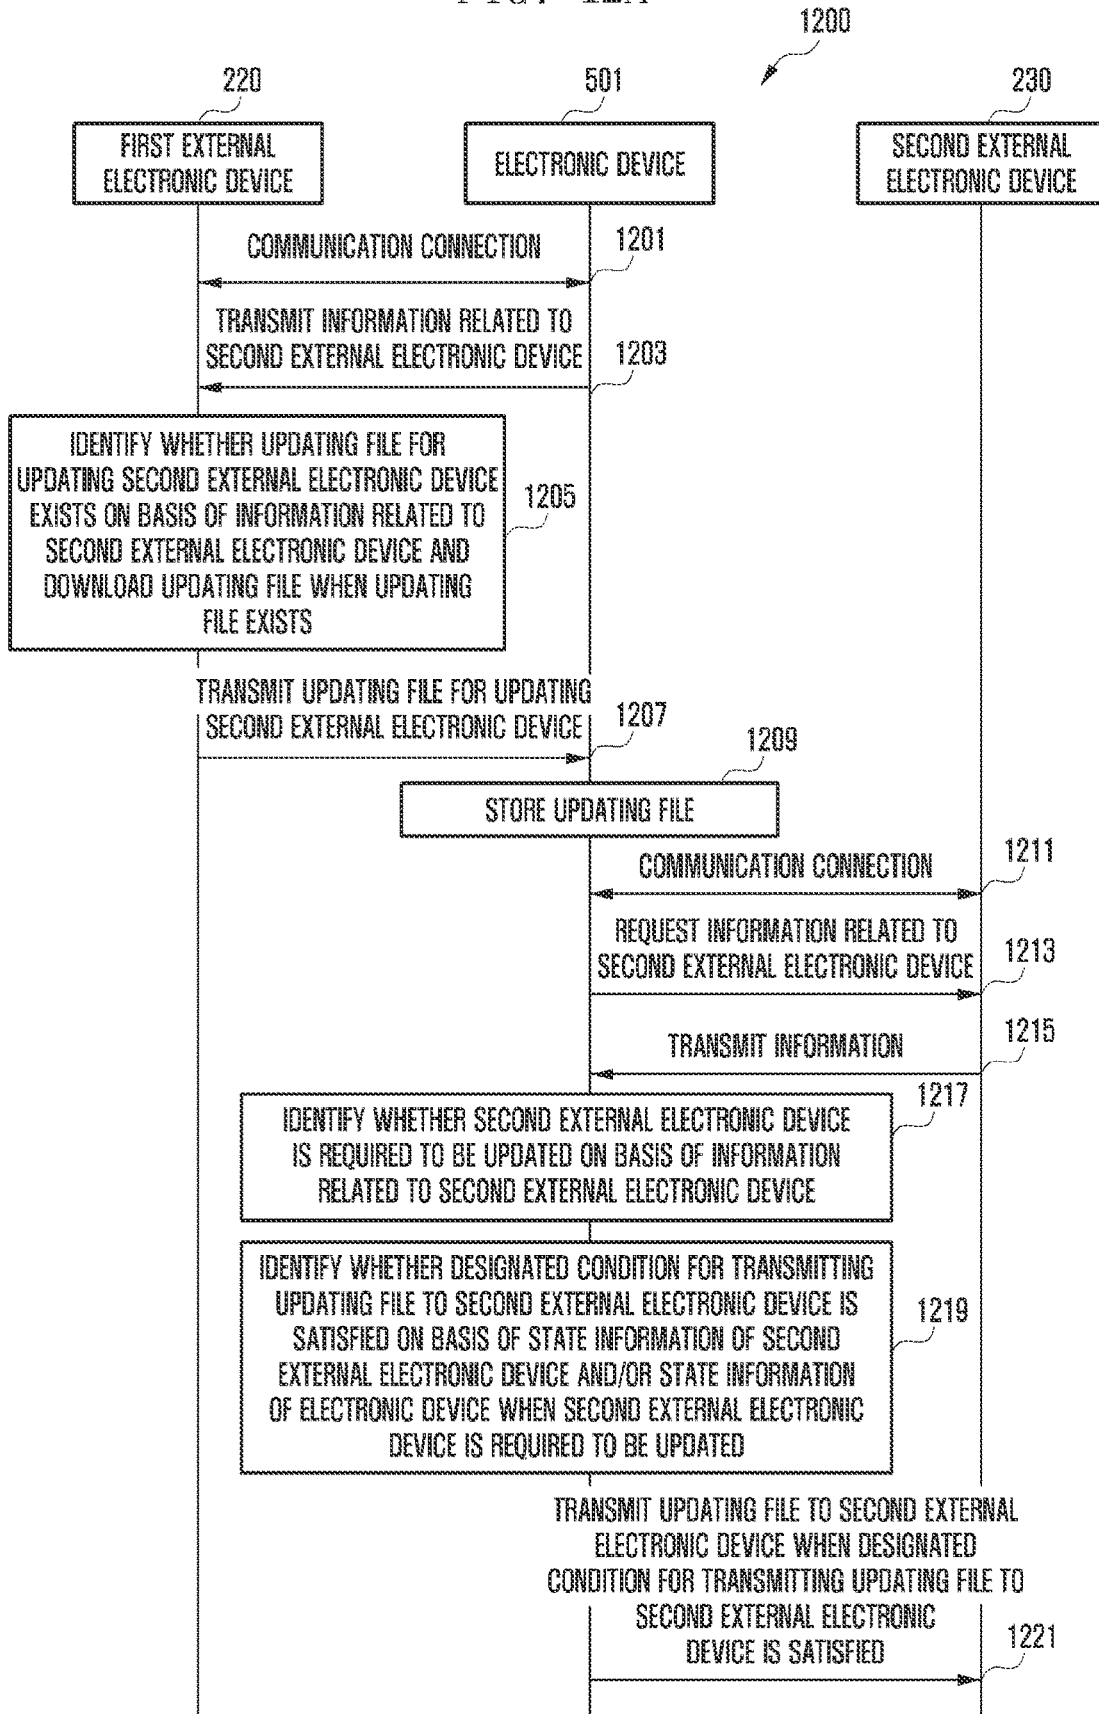 1200
220
501
230
FIRST EXTERNAL
ELECTRONIC DEVICE
ELECTRONIC DEVICE
SECOND EXTERNAL
ELECTRONIC DEVICE
COMMUNICATION CONNECTION
1201
TRANSMIT INFORMATION RELATED TO
SECOND EXTERNAL ELECTRONIC DEVICE
1203
IDENTIFY WHETHER UPDATING FILE FOR
UPDATING SECOND EXTERNAL ELECTRONIC DEVICE
EXISTS ON BASIS OF INFORMATION RELATED TO
SECOND EXTERNAL ELECTRONIC DEVICE AND
DOWNLOAD UPDATING FILE WHEN UPDATING
FILE EXISTS
1205
TRANSMIT UPDATING FILE FOR UPDATING
SECOND EXTERNAL ELECTRONIC DEVICE
1207
1209
STORE UPDATING FILE
COMMUNICATION CONNECTION
1211
REQUEST INFORMATION RELATED TO
SECOND EXTERNAL ELECTRONIC DEVICE
1213
TRANSMIT INFORMATION
1215
1217
IDENTIFY WHETHER SECOND EXTERNAL ELECTRONIC DEVICE
IS REQUIRED TO BE UPDATED ON BASIS OF INFORMATION
RELATED TO SECOND EXTERNAL ELECTRONIC DEVICE
IDENTIFY WHETHER DESIGNATED CONDITION FOR TRANSMITTING
UPDATING FILE TO SECOND EXTERNAL ELECTRONIC DEVICE IS
SATISFIED ON BASIS OF STATE INFORMATION OF SECOND
EXTERNAL ELECTRONIC DEVICE AND/OR STATE INFORMATION
OF ELECTRONIC DEVICE WHEN SECOND EXTERNAL ELECTRONIC
DEVICE IS REQUIRED TO BE UPDATED
1219
TRANSMIT UPDATING FILE TO SECOND EXTERNAL
ELECTRONIC DEVICE WHEN DESIGNATED
CONDITION FOR TRANSMITTING UPDATING FILE TO
SECOND EXTERNAL ELECTRONIC
DEVICE IS SATISFIED
1221